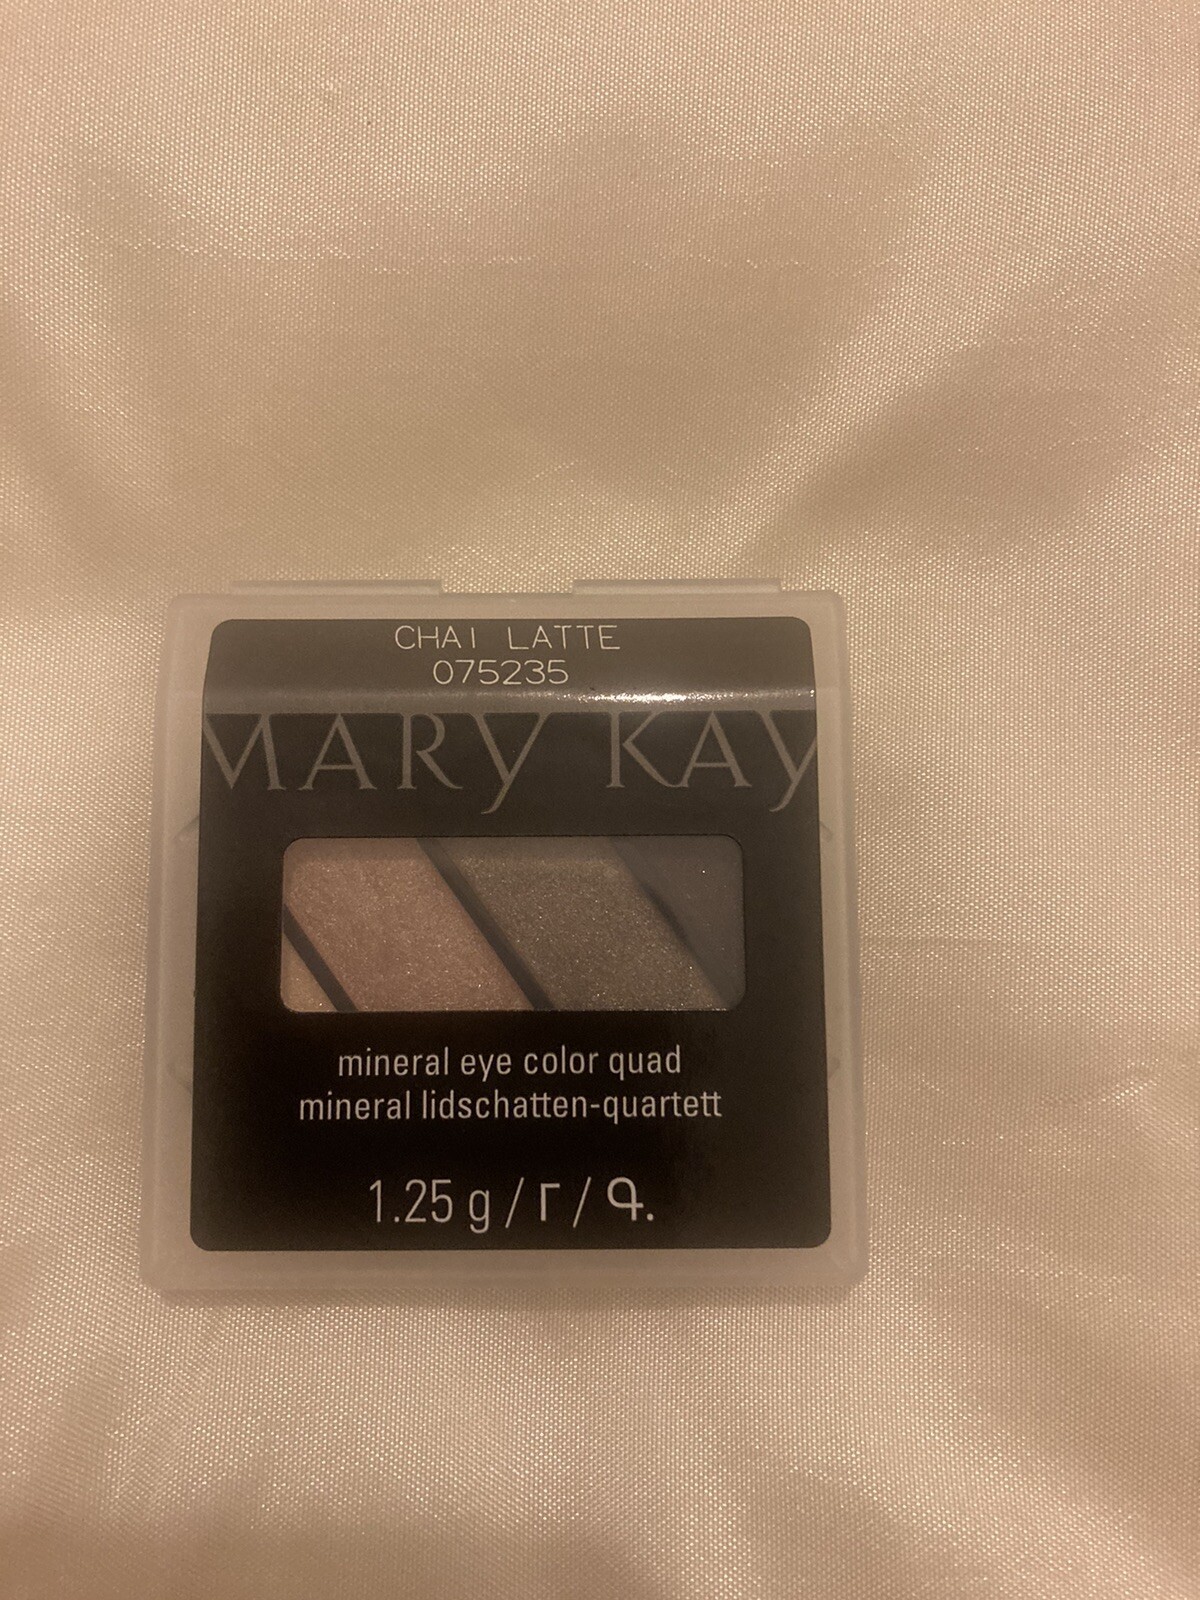 CHAI LATTE
075235
MARY KAY
mineral eye color quad
mineral lidschatten-quartett
1.25 g / Г / Գ.